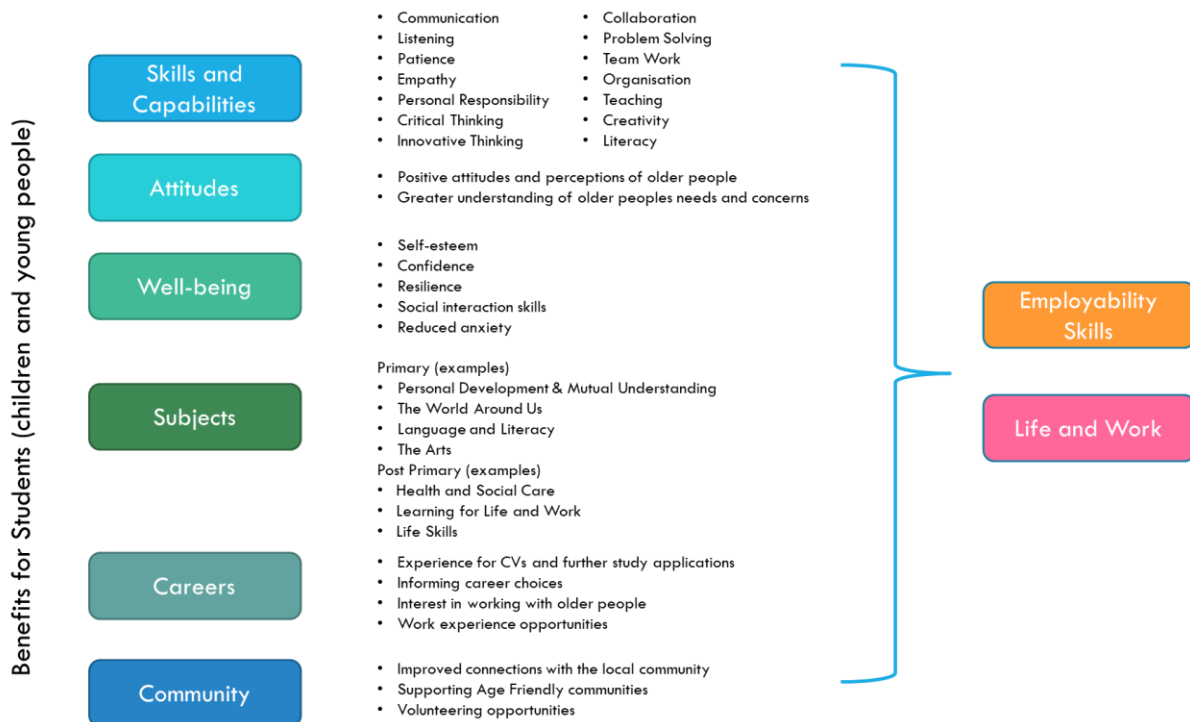 Benefits for Students (children and young people)
Skills and
Capabilities
• Communication
• Listening
• Patience
• Empathy
• Personal Responsibility
• Critical Thinking
• Innovative Thinking
• Collaboration
• Problem Solving
• Team Work
• Organisation
• Teaching
• Creativity
• Literacy
Attitudes
• Positive attitudes and perceptions of older people
• Greater understanding of older peoples needs and concerns
Well-being
• Self-esteem
• Confidence
• Resilience
• Social interaction skills
• Reduced anxiety
Subjects
Primary (examples)
• Personal Development & Mutual Understanding
• The World Around Us
• Language and Literacy
• The Arts
Post Primary (examples)
• Health and Social Care
• Learning for Life and Work
• Life Skills
Careers
• Experience for CVs and further study applications
• Informing career choices
• Interest in working with older people
• Work experience opportunities
Community
• Improved connections with the local community
• Supporting Age Friendly communities
• Volunteering opportunities
Employability
Skills
Life and Work